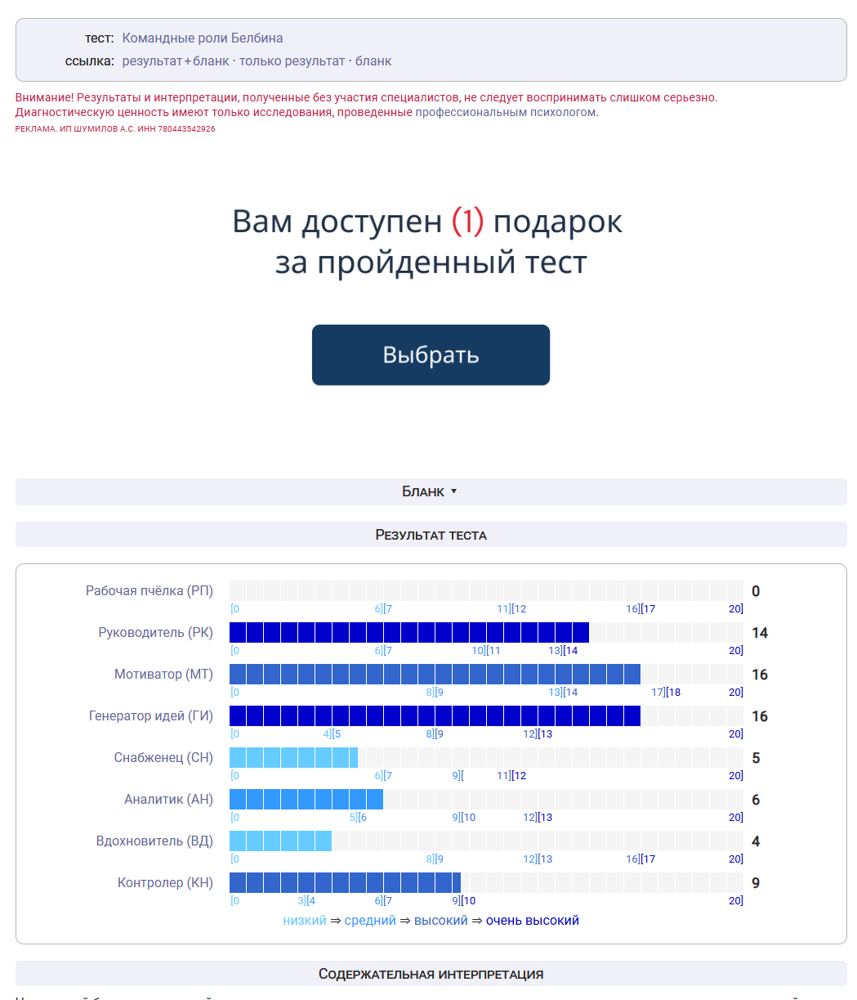 тест: Командные роли Белбина
ссылка: результат+бланк · только результат · бланк
Внимание! Результаты и интерпретации, полученные без участия специалистов, не следует воспринимать слишком серьезно.
Диагностическую ценность имеют только исследования, проведенные профессиональным психологом.
РЕКЛАМА. ИП ШУМИЛОВ А.С. ИНН 780443542926
Вам доступен (1) подарок
за пройденный тест
Выбрать
Бланк ▼
Результат теста
Рабочая пчёлка (РП) 0
[0 6][7 11][12 16][17 20]
Руководитель (РК) 14
[0 6][7 10][11 13][14 20]
Мотиватор (МТ) 16
[0 8][9 13][14 17][18 20]
Генератор идей (ГИ) 16
[0 4][5 8][9 12][13 20]
Снабженец (СН) 5
[0 6][7 9][ 11][12 20]
Аналитик (АН) 6
[0 5][6 9][10 12][13 20]
Вдохновитель (ВД) 4
[0 8][9 12][13 16][17 20]
Контролер (КН) 9
[0 3][4 6][7 9][10 20]
низкий ⇒ средний ⇒ высокий ⇒ очень высокий
Содержательная интерпретация